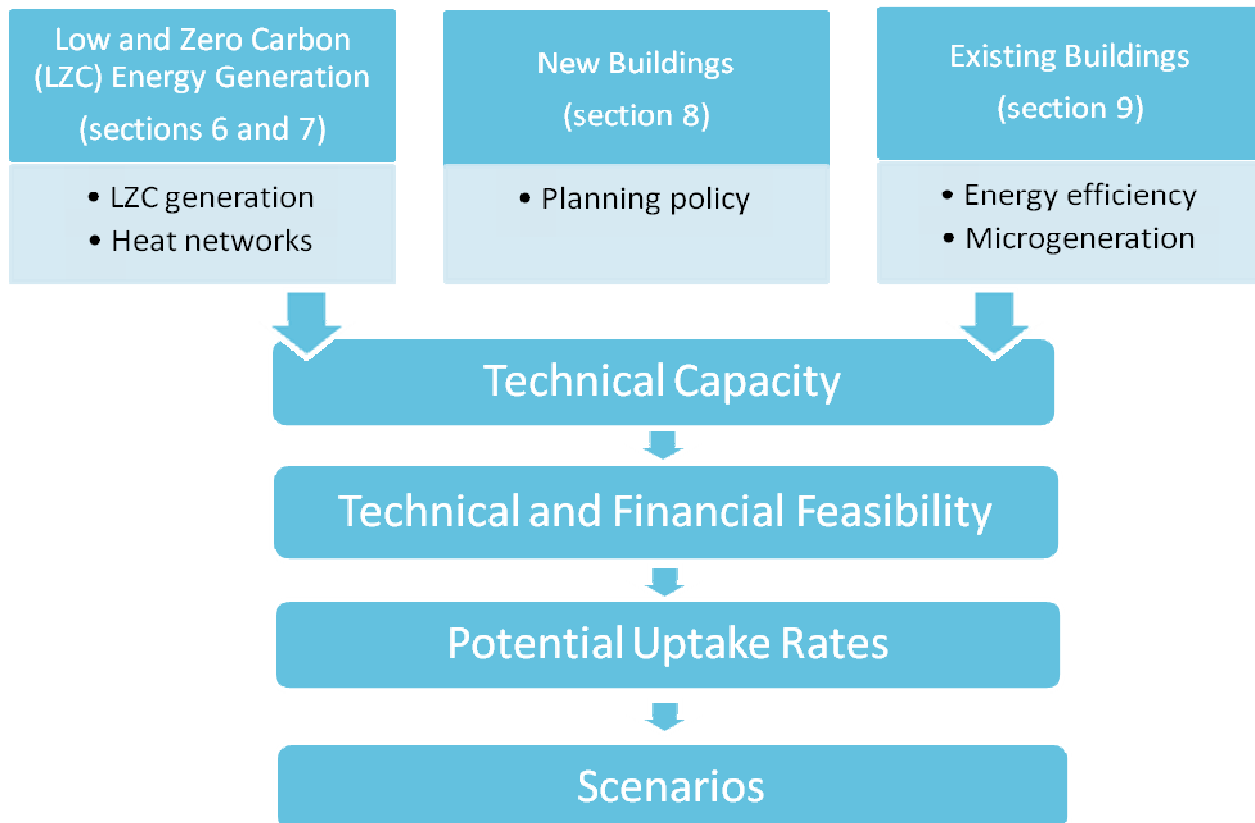 Low and Zero Carbon
(LZC) Energy Generation
(sections 6 and 7)
• LZC generation
• Heat networks
New Buildings
(section 8)
• Planning policy
Existing Buildings
(section 9)
• Energy efficiency
• Microgeneration
Technical Capacity
Technical and Financial Feasibility
Potential Uptake Rates
Scenarios